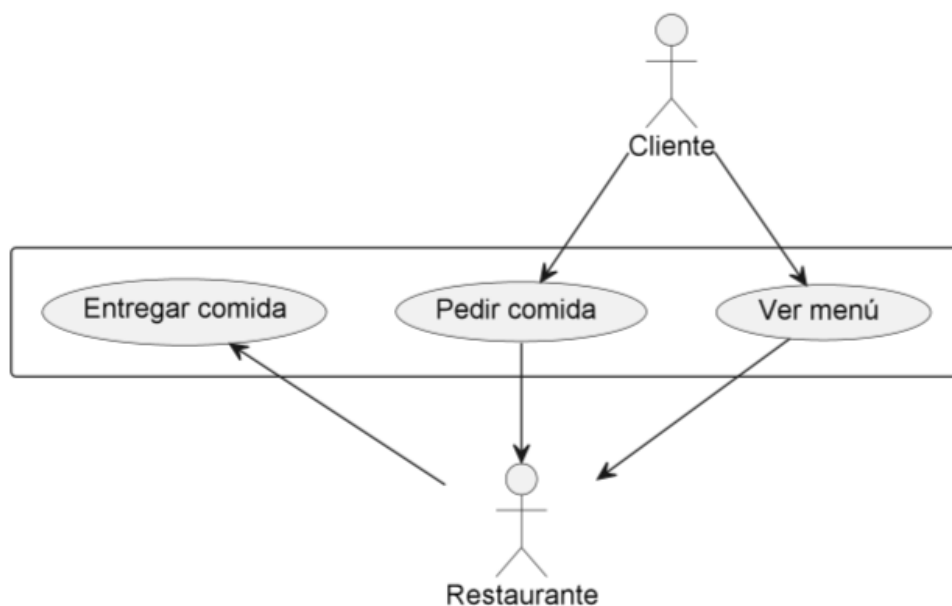 Cliente
Entregar comida
Pedir comida
Ver menú
Restaurante